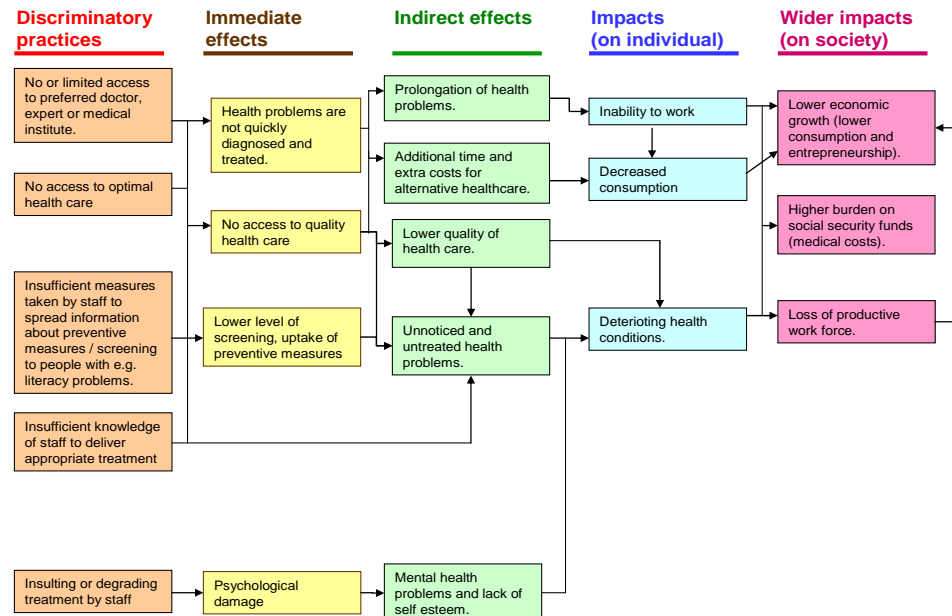 Discriminatory
practices
Immediate
effects
Indirect effects
Impacts
(on individual)
Wider impacts
(on society)
No or limited access
to preferred doctor,
expert or medical
institute.
No access to optimal
health care
Insufficient measures
taken by staff to
spread information
about preventive
measures / screening
to people with e.g.
literacy problems.
Insufficient knowledge
of staff to deliver
appropriate treatment
Insulting or degrading
treatment by staff
Health problems are
not quickly
diagnosed and
treated.
No access to quality
health care
Lower level of
screening, uptake of
preventive measures
Psychological
damage
Prolongation of health
problems.
Additional time and
extra costs for
alternative healthcare.
Lower quality of
health care.
Unnoticed and
untreated health
problems.
Mental health
problems and lack of
self esteem.
Inability to work
Decreased
consumption
Deterioting health
conditions.
Lower economic
growth (lower
consumption and
entrepreneurship).
Higher burden on
social security funds
(medical costs).
Loss of productive
work force.